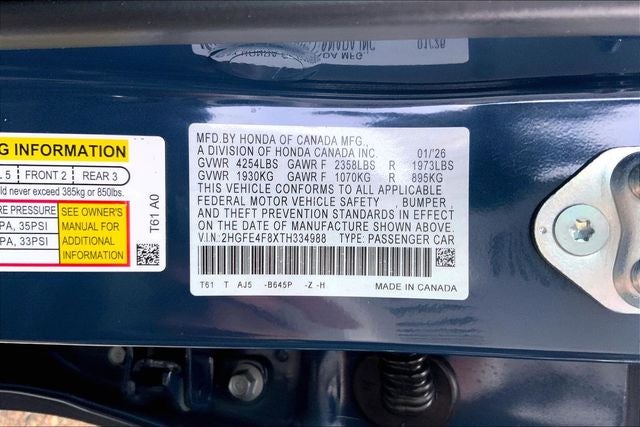 G INFORMATION
L 5 FRONT 2 REAR 3
uld never exceed 385kg or 850lbs.
E PRESSURE
PA, 35PSI
PA, 33PSI
SEE OWNER'S
MANUAL FOR
ADDITIONAL
INFORMATION
T61 A0
MFD.BY HONDA OF CANADA MFG.,
A DIVISION OF HONDA CANADA INC. 01/'26
GVWR 4254LBS GAWR F 2358LBS R 1973LBS
GVWR 1930KG GAWR F 1070KG R 895KG
THIS VEHICLE CONFORMS TO ALL APPLICABLE
FEDERAL MOTOR VEHICLE SAFETY , BUMPER ,
AND THEFT PREVENTION STANDARDS IN EFFECT
ON THE DATE OF MANUFACTURE SHOWN ABOVE.
V.I.N.:2HGFE4F8XTH334988 TYPE: PASSENGER CAR
T61 T AJ5 -B645P -Z -H MADE IN CANADA